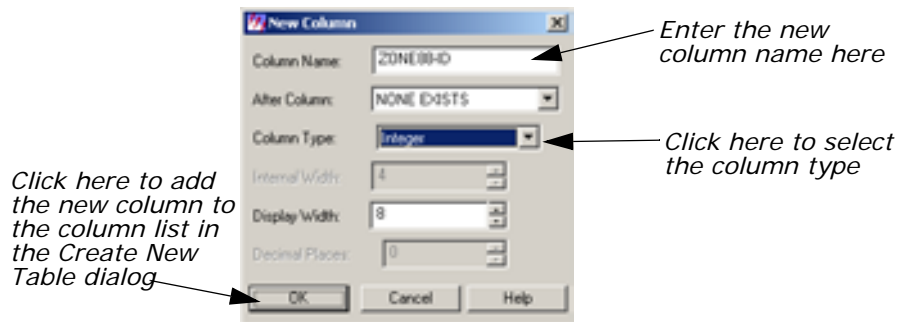 New Column
Enter the new
column name here
Column Name: ZONE88-ID
After Column: NONE EXISTS
Column Type: Integer
Click here to select
the column type
Internal Width: 4
Click here to add
the new column to
the column list in
the Create New
Table dialog
Display Width: 8
Decimal Places: 0
OK Cancel Help